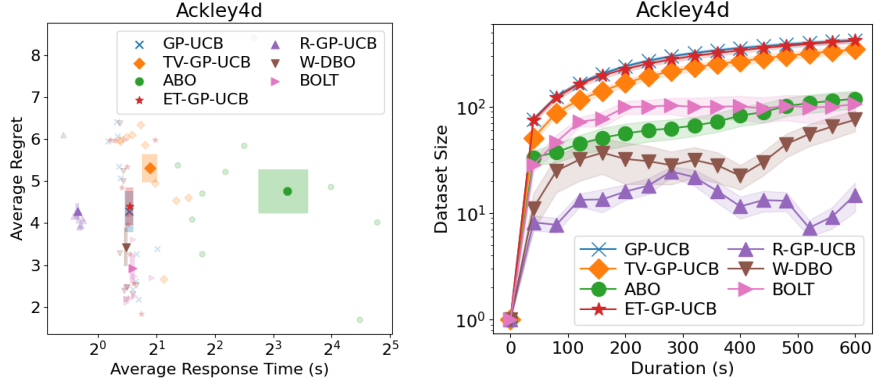 Ackley4d
Average Regret
8
7
6
5
4
3
2
GP-UCB
TV-GP-UCB
ABO
ET-GP-UCB
R-GP-UCB
W-DBO
BOLT
2^0
2^1
2^2
2^3
2^4
2^5
Average Response Time (s)
Ackley4d
Dataset Size
10^2
10^1
10^0
GP-UCB
TV-GP-UCB
ABO
ET-GP-UCB
R-GP-UCB
W-DBO
BOLT
0 100 200 300 400 500 600
Duration (s)